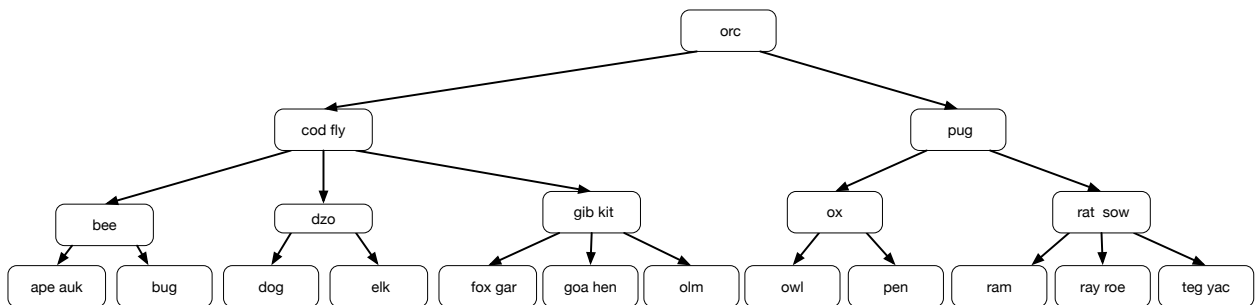 orc
cod fly
pug
bee
dzo
gib kit
ox
rat sow
ape auk
bug
dog
elk
fox gar
goa hen
olm
owl
pen
ram
ray roe
teg yac